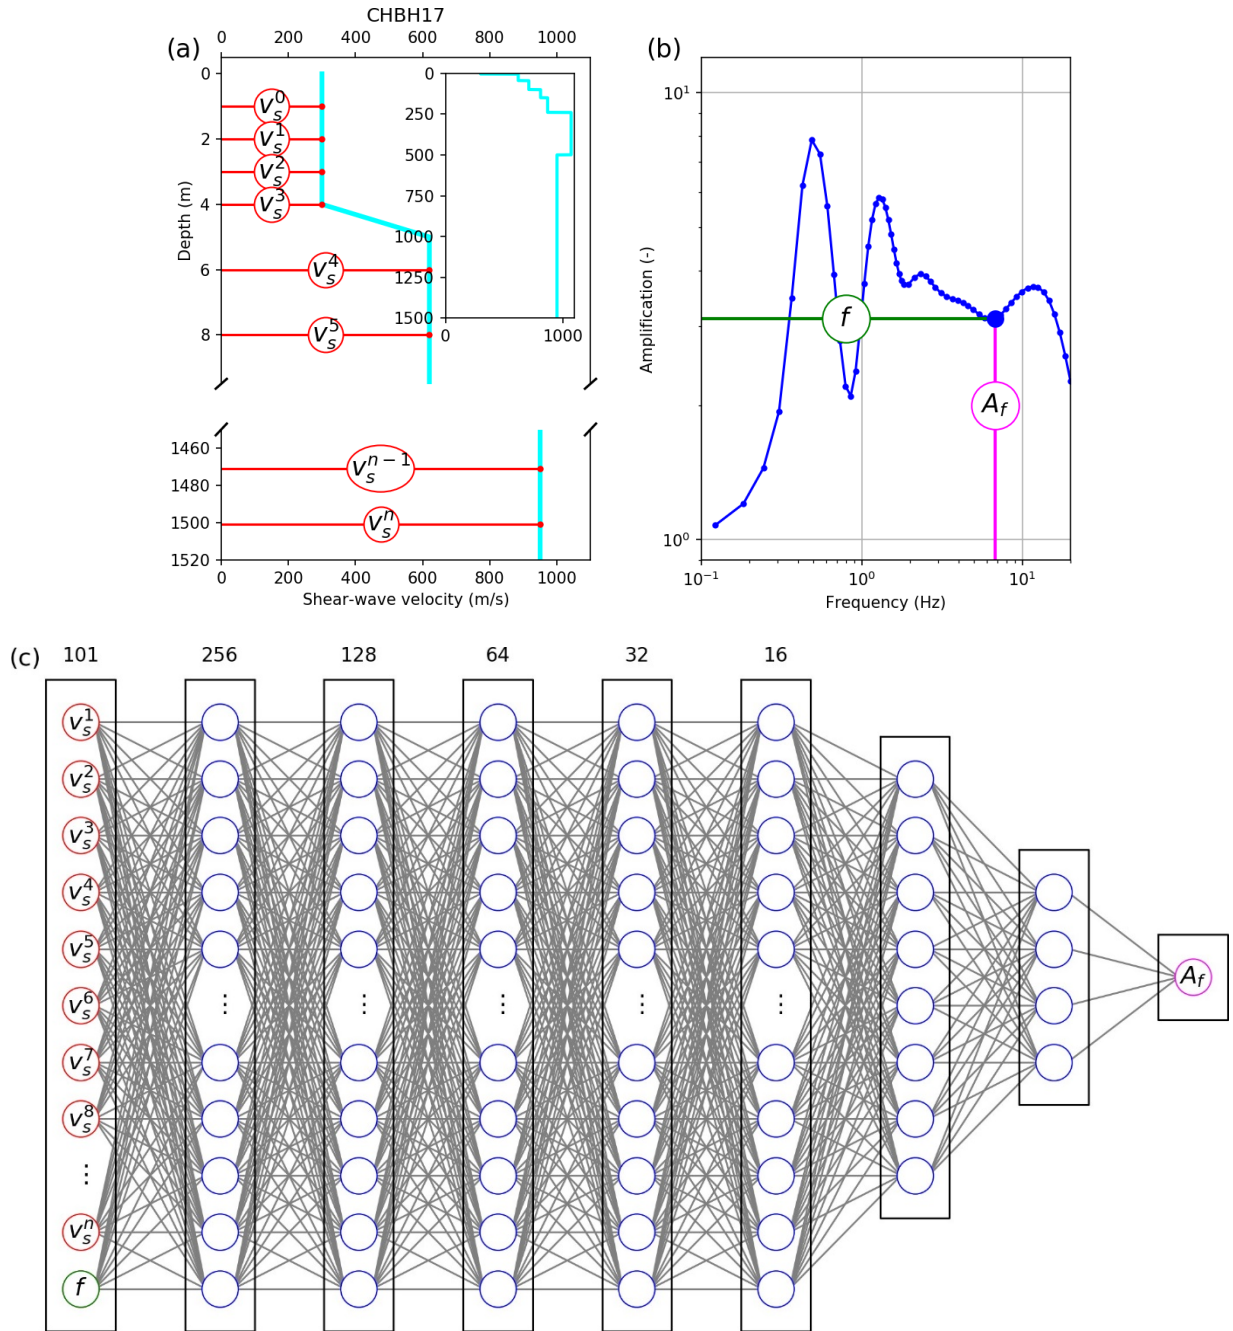 CHBH17
(a)
0 200 400 600 800 1000
0
2
4
6
8
Depth (m)
v_s^0
v_s^1
v_s^2
v_s^3
v_s^4
v_s^5
0
250
500
750
1000
1250
1500
0 1000
1460
1480
1500
1520
v_s^{n-1}
v_s^n
0 200 400 600 800 1000
Shear-wave velocity (m/s)
(b)
10^1
10^0
Amplification (-)
f
A_f
10^{-1} 10^0 10^1
Frequency (Hz)
(c) 101 256 128 64 32 16
v_s^1
v_s^2
v_s^3
v_s^4
v_s^5
v_s^6 ⋮ ⋮ ⋮ ⋮ ⋮
v_s^7
v_s^8
⋮
v_s^n
f
A_f